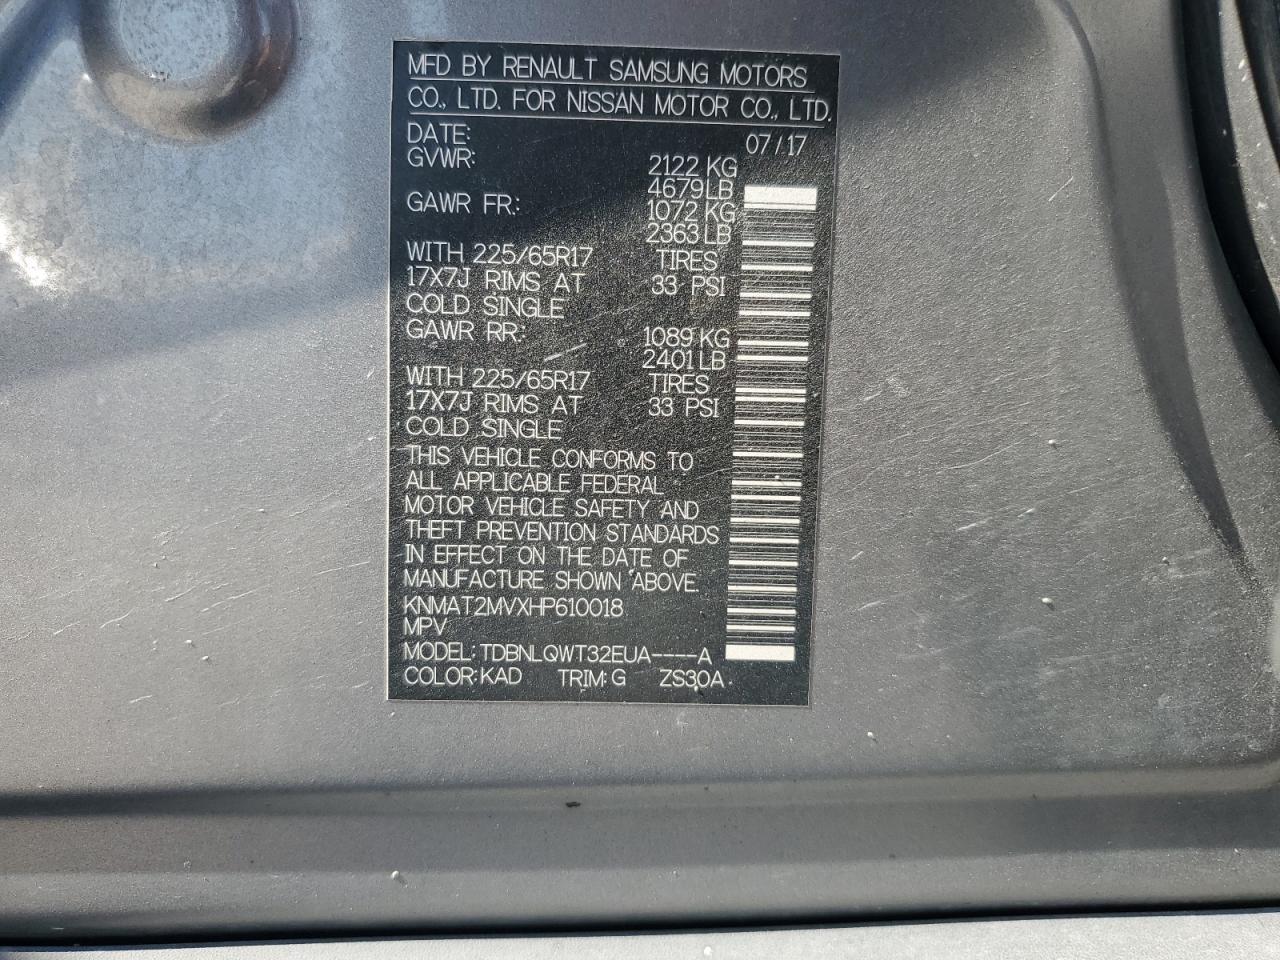 MFD BY RENAULT SAMSUNG MOTORS
CO., LTD. FOR NISSAN MOTOR CO., LTD.
DATE: 07/17
GVWR: 2122 KG
4679LB
GAWR FR.: 1072 KG
2363 LB
WITH 225/65R17 TIRES
17X7J RIMS AT 33 PSI
COLD SINGLE
GAWR RR.: 1089 KG
2401 LB
WITH 225/65R17 TIRES
17X7J RIMS AT 33 PSI
COLD SINGLE
THIS VEHICLE CONFORMS TO
ALL APPLICABLE FEDERAL
MOTOR VEHICLE SAFETY AND
THEFT PREVENTION STANDARDS
IN EFFECT ON THE DATE OF
MANUFACTURE SHOWN ABOVE.
KNMAT2MVXHP610018
MPV
MODEL: TDBNLQWT32EUA----A
COLOR:KAD TRIM:G ZS30A